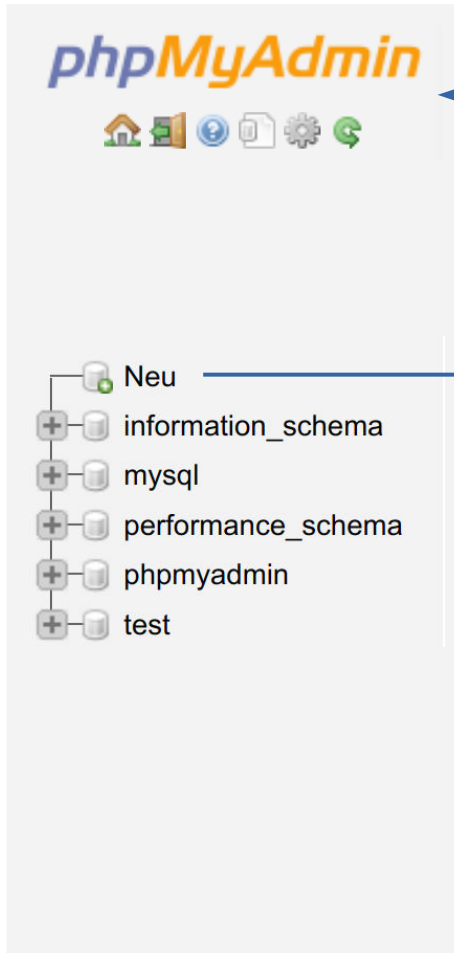 phpMyAdmin
Neu
information_schema
mysql
performance_schema
phpmyadmin
test